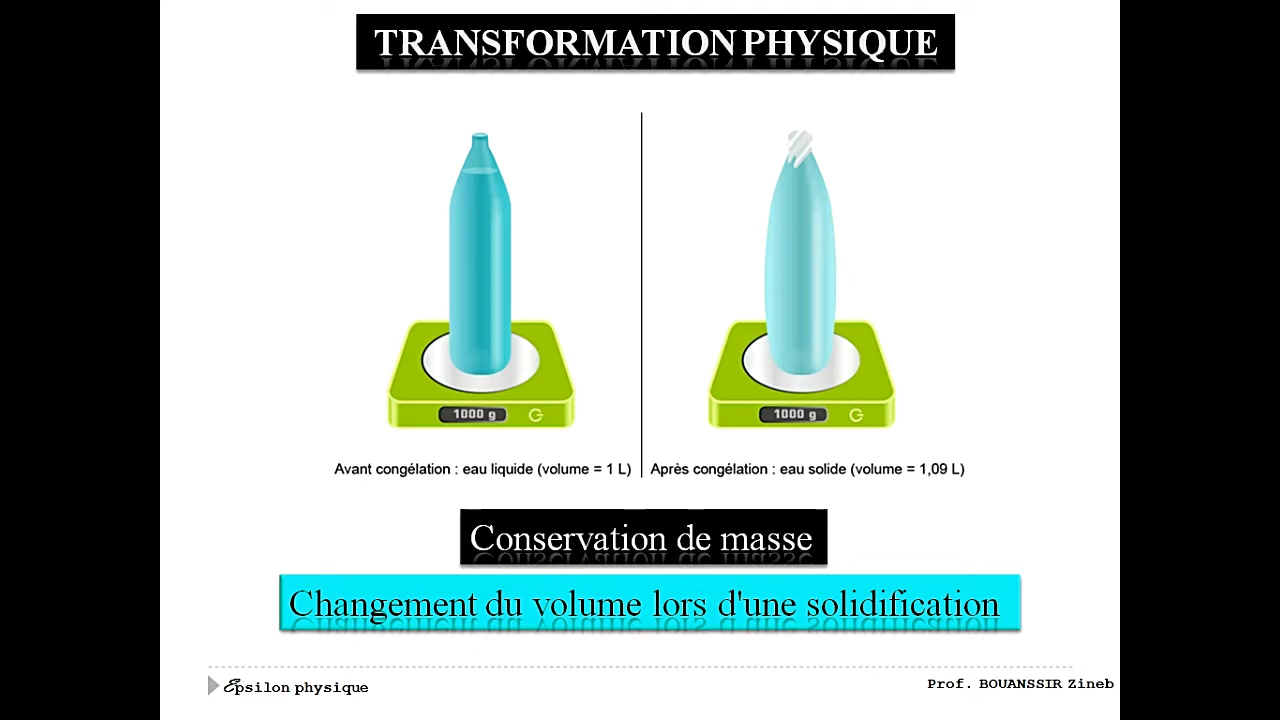 TRANSFORMATION PHYSIQUE
1000 g
1000 g
Avant congélation : eau liquide (volume = 1 L)
Après congélation : eau solide (volume = 1,09 L)
Conservation de masse
Changement du volume lors d'une solidification
Epsilon physique
Prof. BOUANSSIR Zineb